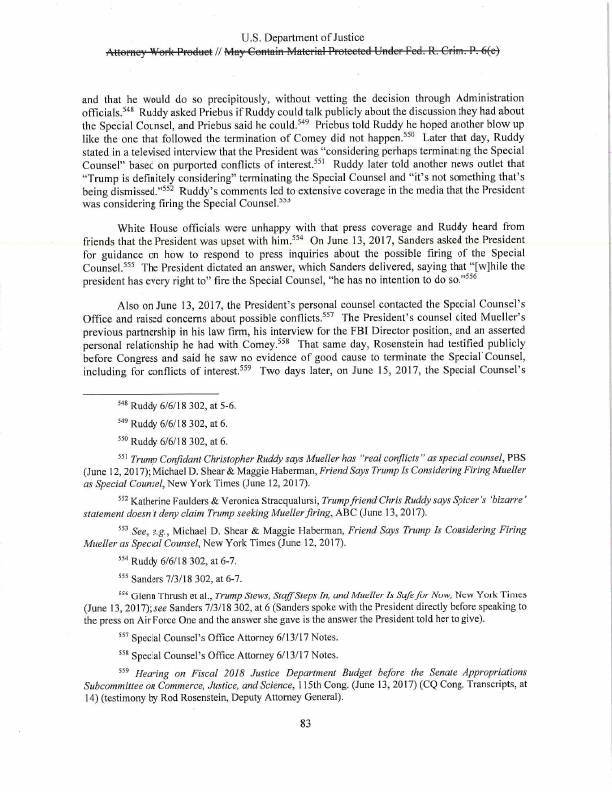 U.S. Department of Justice
Attorney Work Product // May Contain Material Protected Under Fed. R. Crim. P. 6(e)
and that he would do so precipitously, without vetting the decision through Administration
officials.548 Ruddy asked Priebus if Ruddy could talk publicly about the discussion they had about
the Special Counsel, and Priebus said he could.549 Priebus told Ruddy he hoped another blow up
like the one that followed the termination of Comey did not happen.550 Later that day, Ruddy
stated in a televised interview that the President was "considering perhaps terminating the Special
Counsel" based on purported conflicts of interest.551 Ruddy later told another news outlet that
"Trump is definitely considering" terminating the Special Counsel and "it's not something that's
being dismissed."552 Ruddy's comments led to extensive coverage in the media that the President
was considering firing the Special Counsel.553
White House officials were unhappy with that press coverage and Ruddy heard from
friends that the President was upset with him.554 On June 13, 2017, Sanders asked the President
for guidance on how to respond to press inquiries about the possible firing of the Special
Counsel.555 The President dictated an answer, which Sanders delivered, saying that "[w]hile the
president has every right to" fire the Special Counsel, "he has no intention to do so."556
Also on June 13, 2017, the President's personal counsel contacted the Special Counsel's
Office and raised concerns about possible conflicts.557 The President's counsel cited Mueller's
previous partnership in his law firm, his interview for the FBI Director position, and an asserted
personal relationship he had with Comey.558 That same day, Rosenstein had testified publicly
before Congress and said he saw no evidence of good cause to terminate the Special Counsel,
including for conflicts of interest.559 Two days later, on June 15, 2017, the Special Counsel's
548 Ruddy 6/6/18 302, at 5-6.
549 Ruddy 6/6/18 302, at 6.
550 Ruddy 6/6/18 302, at 6.
551 Trump Confidant Christopher Ruddy says Mueller has "real conflicts" as special counsel, PBS
(June 12, 2017); Michael D. Shear & Maggie Haberman, Friend Says Trump Is Considering Firing Mueller
as Special Counsel, New York Times (June 12, 2017).
552 Katherine Faulders & Veronica Stracqualursi, Trump friend Chris Ruddy says Spicer's 'bizarre'
statement doesn't deny claim Trump seeking Mueller firing, ABC (June 13, 2017).
553 See, e.g., Michael D. Shear & Maggie Haberman, Friend Says Trump Is Considering Firing
Mueller as Special Counsel, New York Times (June 12, 2017).
554 Ruddy 6/6/18 302, at 6-7.
555 Sanders 7/3/18 302, at 6-7.
556 Glenn Thrush et al., Trump Stews, Staff Steps In, and Mueller Is Safe for Now, New York Times
(June 13, 2017); see Sanders 7/3/18 302, at 6 (Sanders spoke with the President directly before speaking to
the press on Air Force One and the answer she gave is the answer the President told her to give).
557 Special Counsel's Office Attorney 6/13/17 Notes.
558 Special Counsel's Office Attorney 6/13/17 Notes.
559 Hearing on Fiscal 2018 Justice Department Budget before the Senate Appropriations
Subcommittee on Commerce, Justice, and Science, 115th Cong. (June 13, 2017) (CQ Cong. Transcripts, at
14) (testimony by Rod Rosenstein, Deputy Attorney General).
83